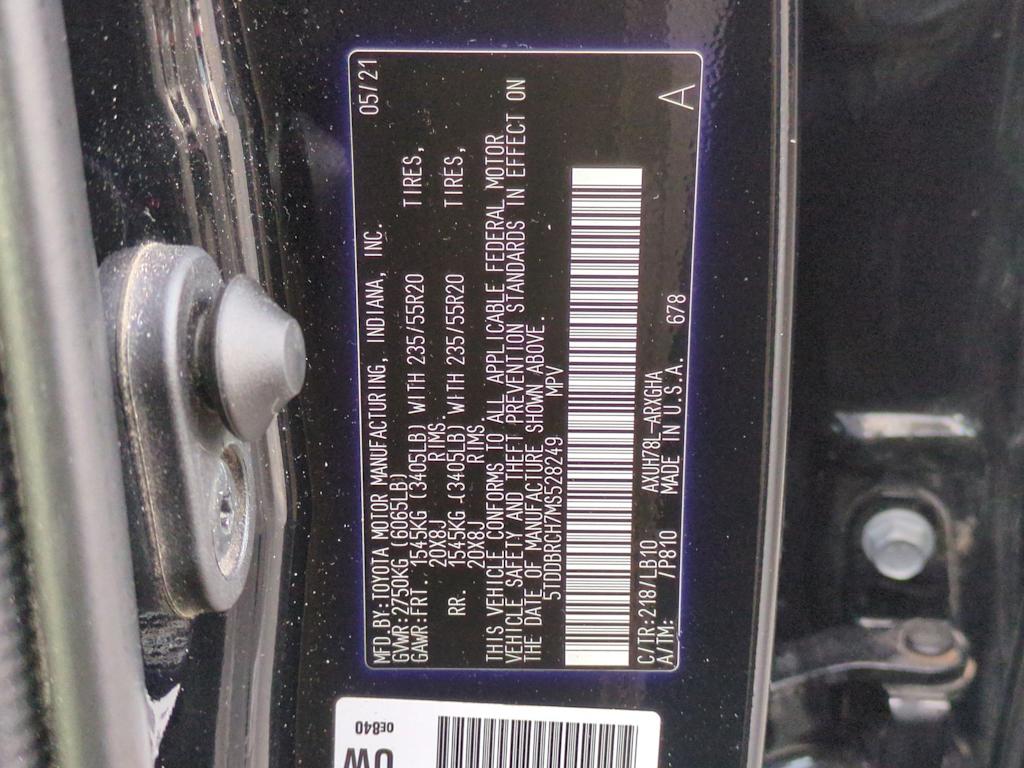 MFD.BY:TOYOTA MOTOR MANUFACTURING, INDIANA, INC. 05/21
GVWR:2750KG (6065LB)
GAWR:FRT. 1545KG (3405LB) WITH 235/55R20 TIRES,
20X8J RIMS,
RR. 1545KG (3405LB) WITH 235/55R20 TIRES,
20X8J RIMS
THIS VEHICLE CONFORMS TO ALL APPLICABLE FEDERAL MOTOR
VEHICLE SAFETY AND THEFT PREVENTION STANDARDS IN EFFECT ON
THE DATE OF MANUFACTURE SHOWN ABOVE.
5TDDBRCH7MS528249 MPV
C/TR:218/LB10 AXUH78L-ARXGHA 678
A/TM: /P810 MADE IN U.S.A. A
0E840